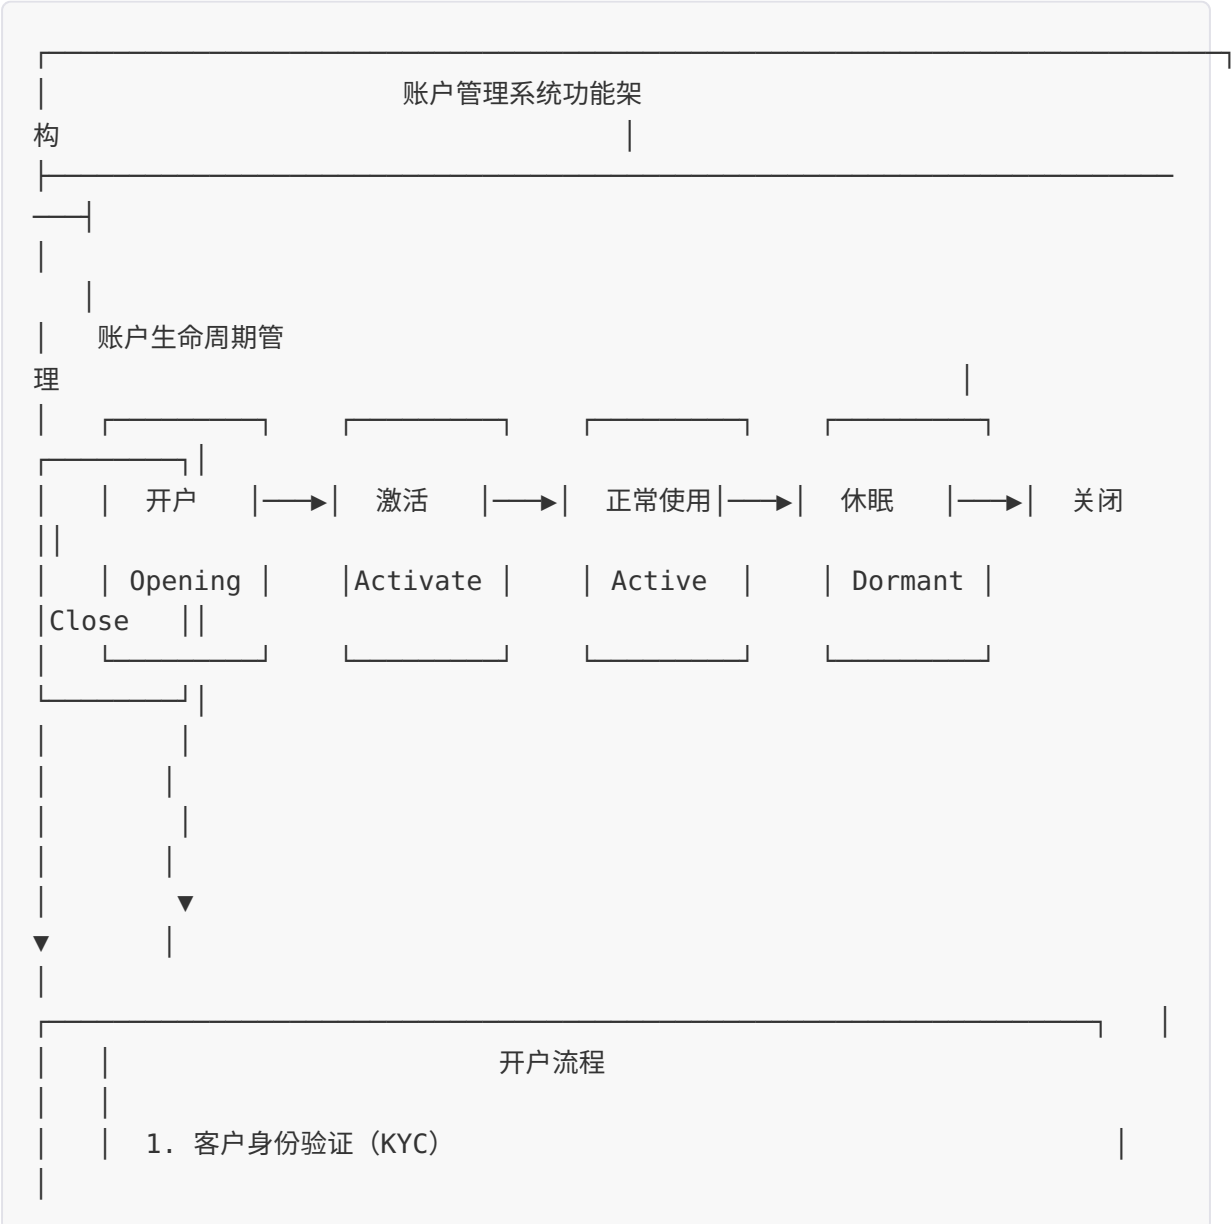 账户管理系统功能架
构
账户生命周期管
理
开户 激活 正常使用 休眠 关闭
Opening Activate Active Dormant
Close
开户流程
1. 客户身份验证（KYC）